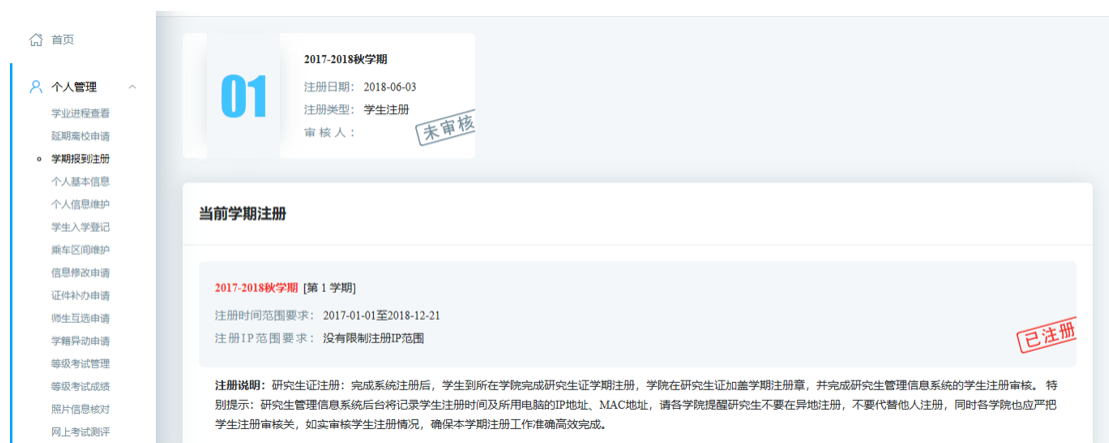 首页
个人管理
学业进程查看
延期离校申请
学期报到注册
个人基本信息
个人信息维护
学生入学登记
乘车区间维护
信息修改申请
证件补办申请
师生互选申请
学籍异动申请
等级考试管理
等级考试成绩
照片信息核对
网上考试测评
01
2017-2018秋学期
注册日期： 2018-06-03
注册类型： 学生注册
审 核 人 ：
未审核
当前学期注册
2017-2018秋学期 [第 1 学期]
注册时间范围要求： 2017-01-01至2018-12-21
注册IP范围要求： 没有限制注册IP范围
已注册
注册说明：研究生证注册：完成系统注册后，学生到所在学院完成研究生证学期注册，学院在研究生证加盖学期注册章，并完成研究生管理信息系统的学生注册审核。 特
别提示：研究生管理信息系统后台将记录学生注册时间及所用电脑的IP地址、MAC地址，请各学院提醒研究生不要在异地注册，不要代替他人注册，同时各学院也应严把
学生注册审核关，如实审核学生注册情况，确保本学期注册工作准确高效完成。